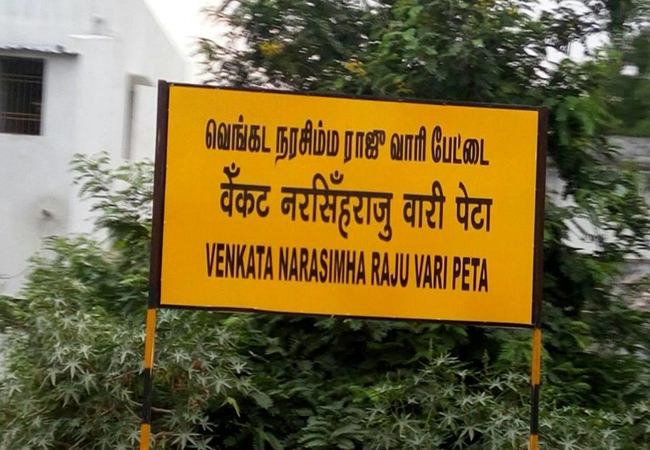 வெங்கட நரசிம்ம ராஜு வாரி பேட்டை
वेँकट नरसिँहराजु वारी पेटा
VENKATA NARASIMHA RAJU VARI PETA